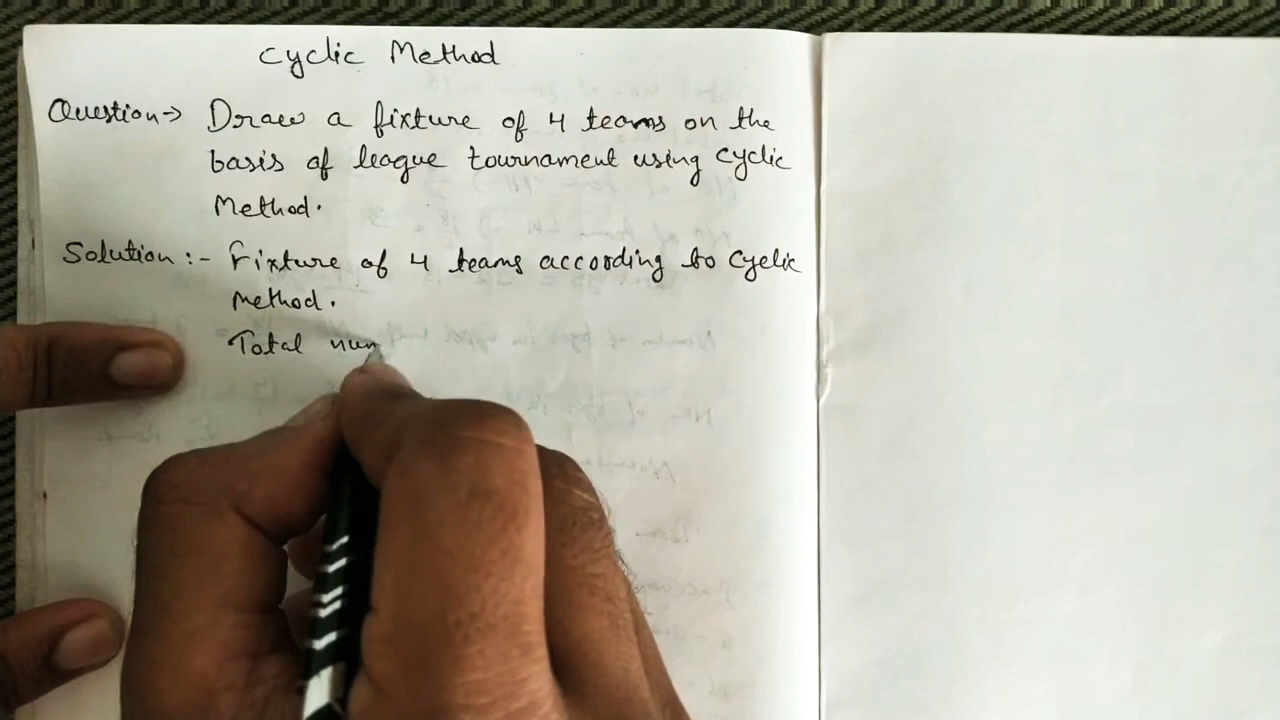 Cyclic Method
Question→ Draw a fixture of 4 teams on the
basis of league tournament using cyclic
Method.
Solution :- Fixture of 4 teams according to cyclic
method.
Total num